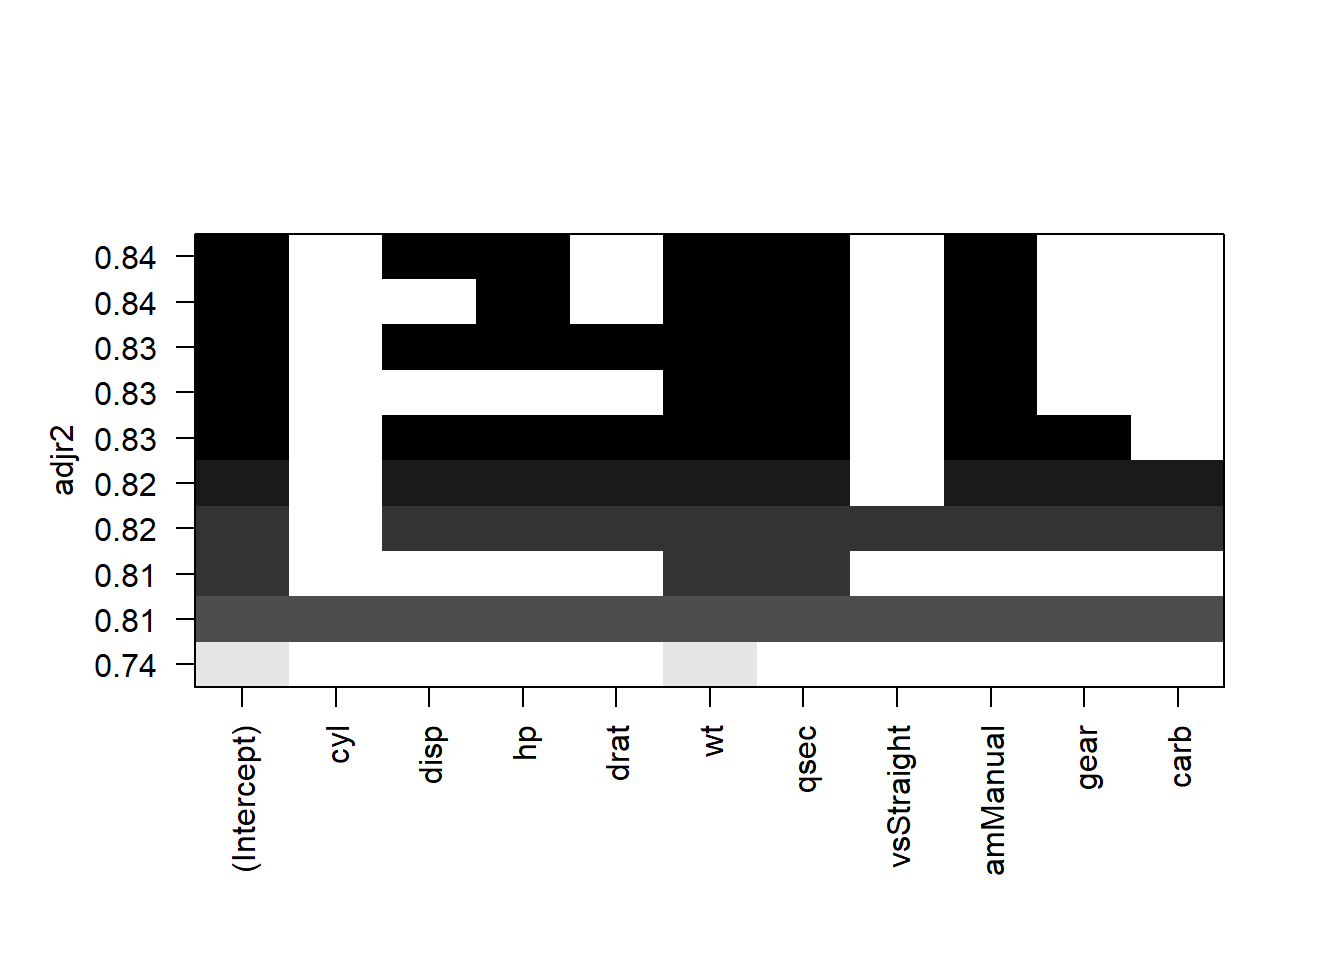 0.84
0.84
0.83
0.83
0.83
0.82
0.82
0.81
0.81
0.74
adjr2
(Intercept)
cyl
disp
hp
drat
wt
qsec
vsStraight
amManual
gear
carb